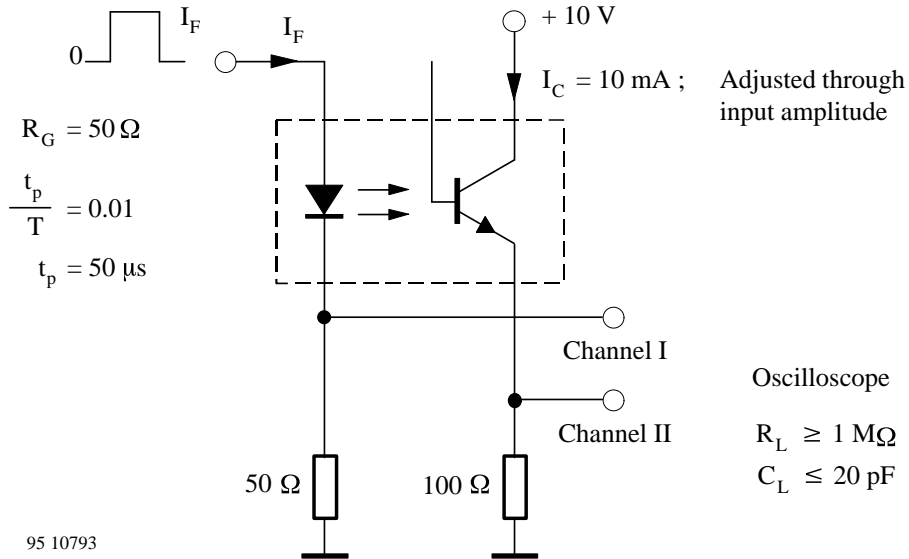 I_F
0
I_F
+ 10 V
I_C = 10 mA ; Adjusted through
input amplitude
R_G = 50 Ω
t_p
T = 0.01
t_p = 50 μs
Channel I
Channel II
Oscilloscope
R_L ≥ 1 MΩ
C_L ≤ 20 pF
50 Ω
100 Ω
95 10793